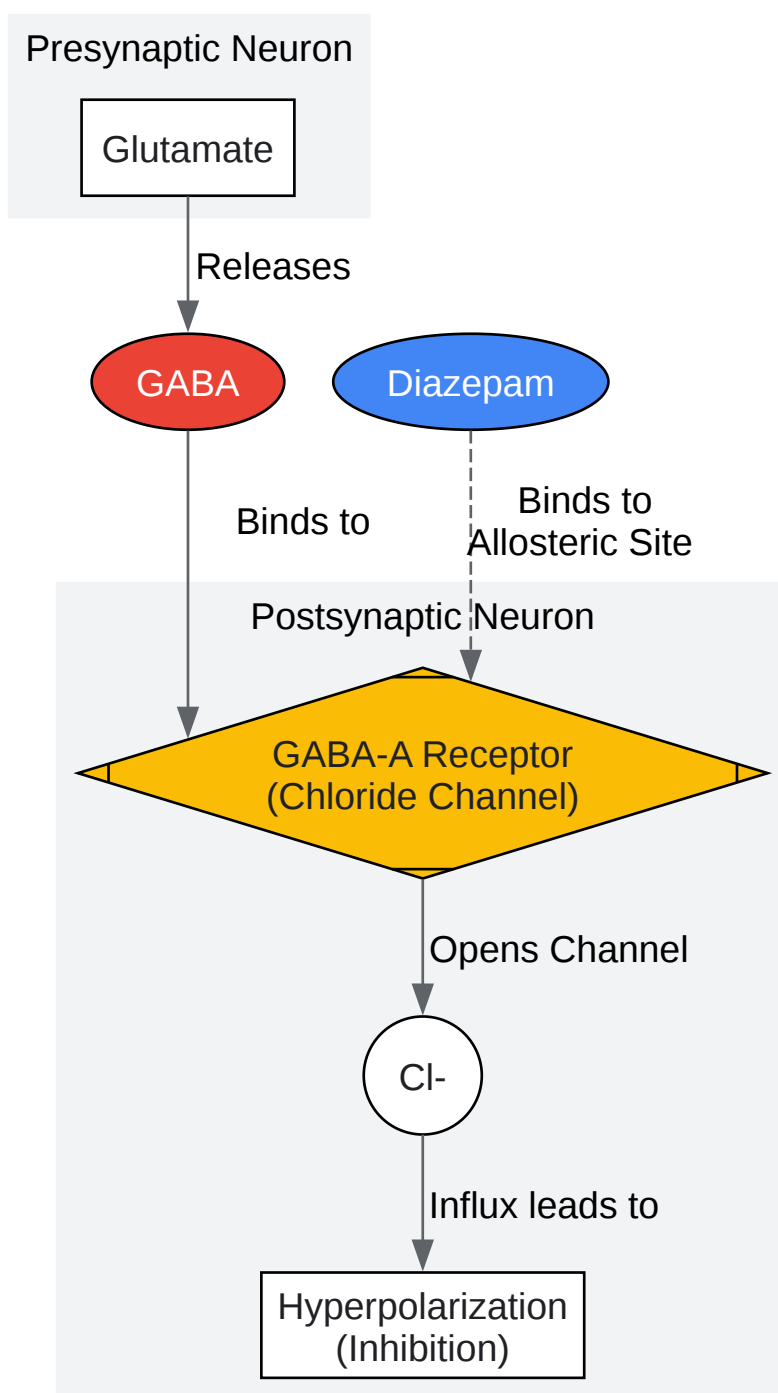 Presynaptic Neuron
Glutamate
Releases
GABA
Diazepam
Binds to
Binds to
Allosteric Site
Postsynaptic Neuron
GABA-A Receptor
(Chloride Channel)
Opens Channel
Cl-
Influx leads to
Hyperpolarization
(Inhibition)